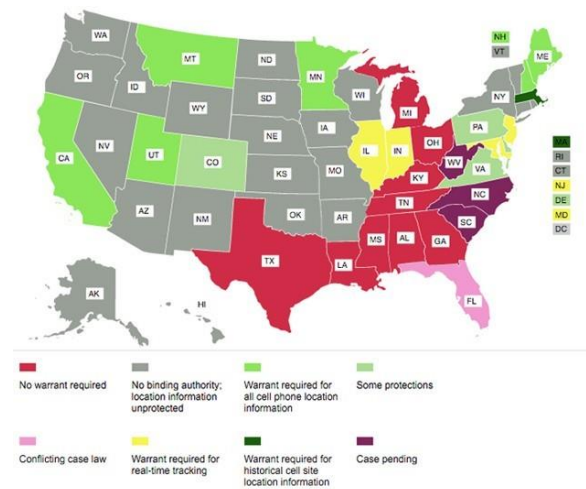 WA
MT
ND
MN
OR
ID
SD
WI
MI
NH
VT
ME
NY
WY
IA
NE
PA
MA
RI
CT
NJ
DE
MD
DC
CA
NV
UT
CO
KS
MO
IL
IN
OH
WV
VA
KY
NC
TN
AZ
NM
OK
AR
SC
MS
AL
GA
TX
LA
FL
AK
HI
No warrant required
No binding authority;
location information
unprotected
Warrant required for
all cell phone location
information
Some protections
Conflicting case law
Warrant required for
real-time tracking
Warrant required for
historical cell site
location information
Case pending